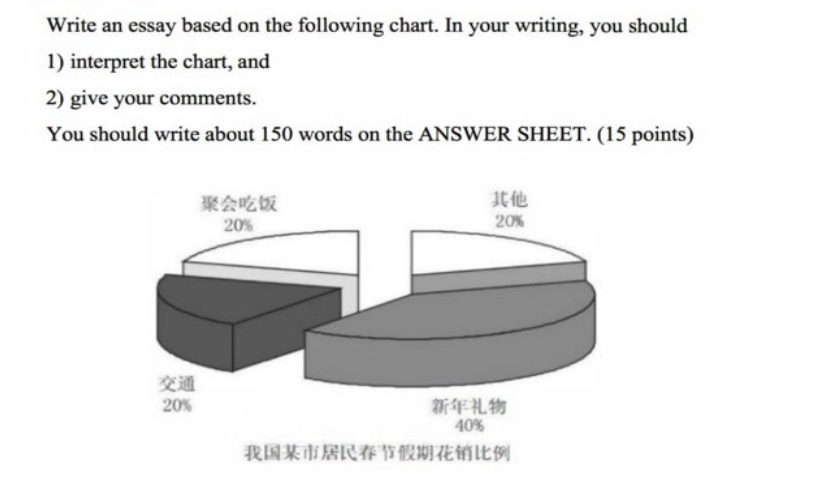 Write an essay based on the following chart. In your writing, you should
1) interpret the chart, and
2) give your comments.
You should write about 150 words on the ANSWER SHEET. (15 points)
聚会吃饭
20%
其他
20%
交通
20%
新年礼物
40%
我国某市居民春节假期花销比例